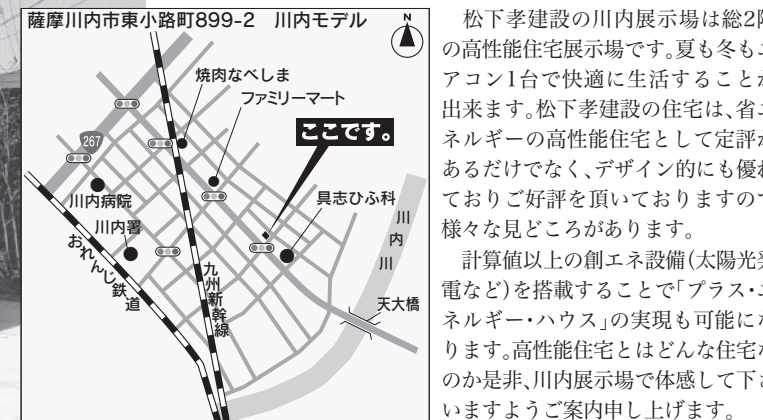 薩摩川内市東小路町899-2 川内モデル
N
焼肉なべしま
ファミリーマート
ここです。
267
川内病院
川内署
具志ひふ科
川内川
おれんじ鉄道
九州新幹線
天大橋
松下孝建設の川内展示場は総2階
の高性能住宅展示場です。夏も冬もエ
アコン1台で快適に生活することが
出来ます。松下孝建設の住宅は、省エ
ネルギーの高性能住宅として定評が
あるだけでなく、デザイン的にも優れ
ておりご好評を頂いておりますので
様々な見どころがあります。
計算値以上の創エネ設備(太陽光発
電など)を搭載することで「プラス・エ
ネルギー・ハウス」の実現も可能にな
ります。高性能住宅とはどんな住宅な
のか是非、川内展示場で体感して下さ
いますようご案内申し上げます。